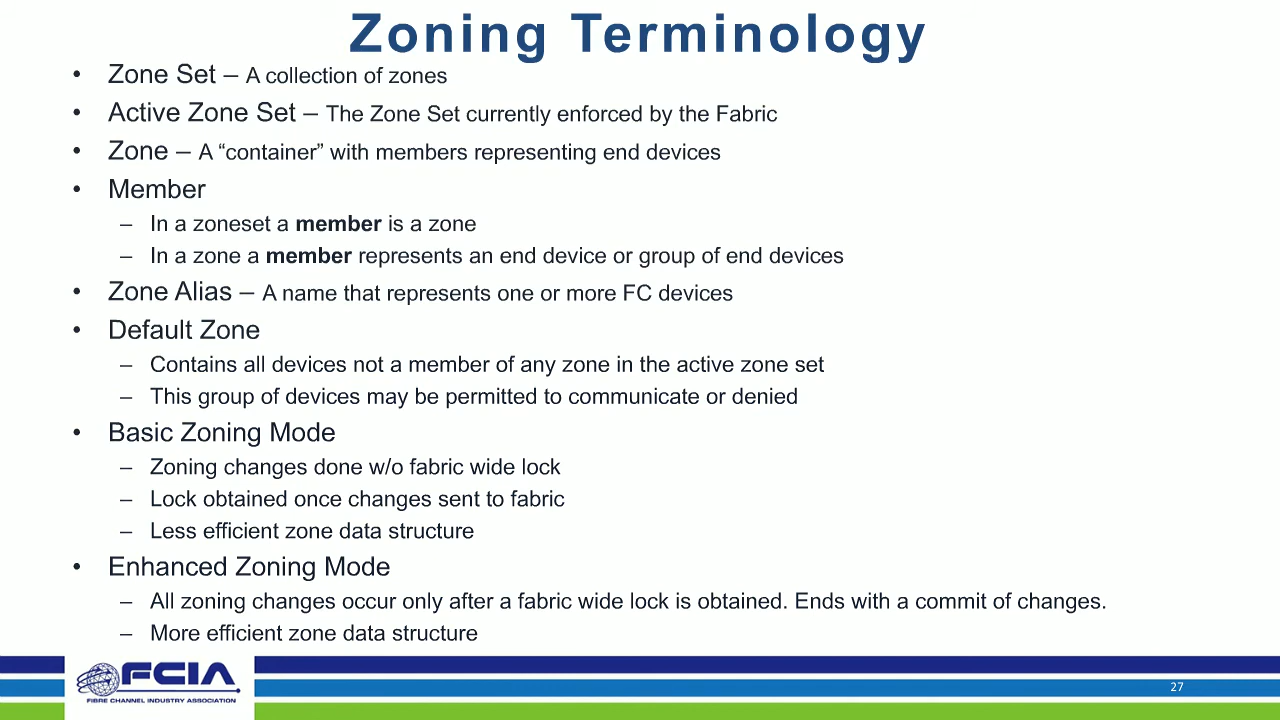 Zoning Terminology
• Zone Set – A collection of zones
• Active Zone Set – The Zone Set currently enforced by the Fabric
• Zone – A “container” with members representing end devices
• Member
– In a zoneset a member is a zone
– In a zone a member represents an end device or group of end devices
• Zone Alias – A name that represents one or more FC devices
• Default Zone
– Contains all devices not a member of any zone in the active zone set
– This group of devices may be permitted to communicate or denied
• Basic Zoning Mode
– Zoning changes done w/o fabric wide lock
– Lock obtained once changes sent to fabric
– Less efficient zone data structure
• Enhanced Zoning Mode
– All zoning changes occur only after a fabric wide lock is obtained. Ends with a commit of changes.
– More efficient zone data structure
FCIA
FIBRE CHANNEL INDUSTRY ASSOCIATION
27